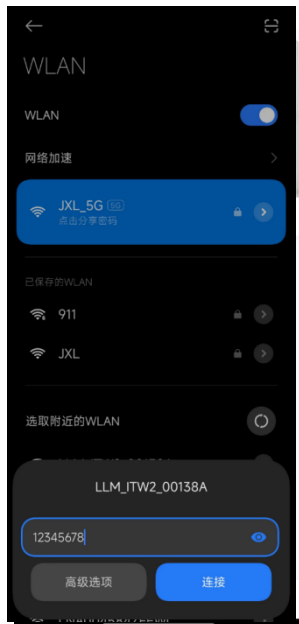 WLAN
WLAN
网络加速
JXL_5G 5G
点击分享密码
已保存的WLAN
911
JXL
选取附近的WLAN
LLM_ITW2_00138A
12345678
高级选项
连接